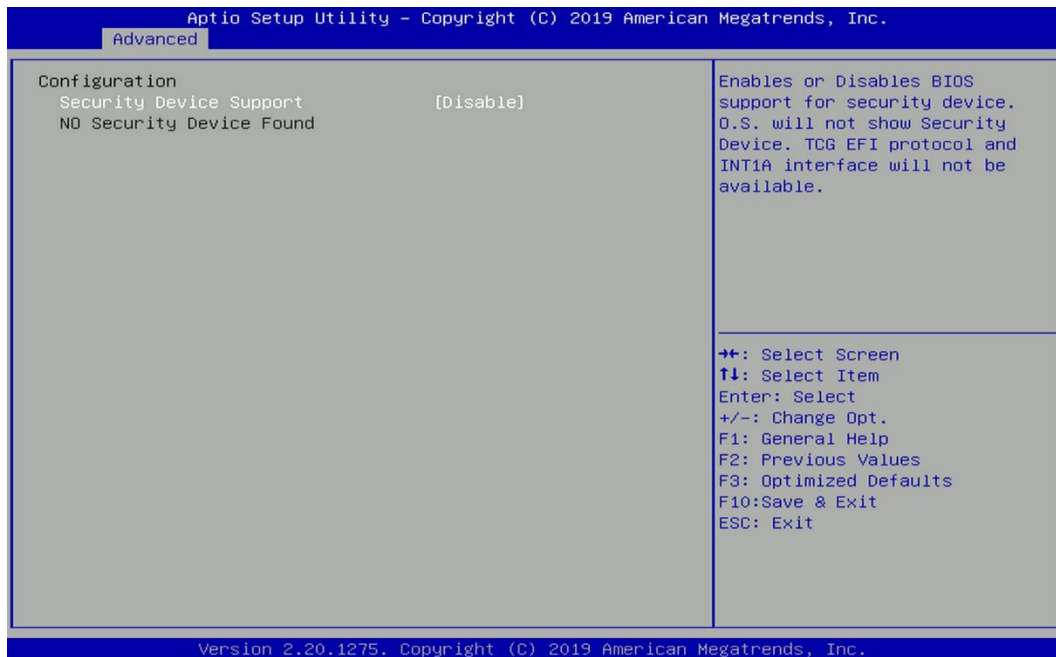 Aptio Setup Utility – Copyright (C) 2019 American Megatrends, Inc.
Advanced
Configuration
Security Device Support [Disable]
NO Security Device Found
Enables or Disables BIOS
support for security device.
O.S. will not show Security
Device. TCG EFI protocol and
INT1A interface will not be
available.
→←: Select Screen
↑↓: Select Item
Enter: Select
+/-: Change Opt.
F1: General Help
F2: Previous Values
F3: Optimized Defaults
F10:Save & Exit
ESC: Exit
Version 2.20.1275. Copyright (C) 2019 American Megatrends, Inc.